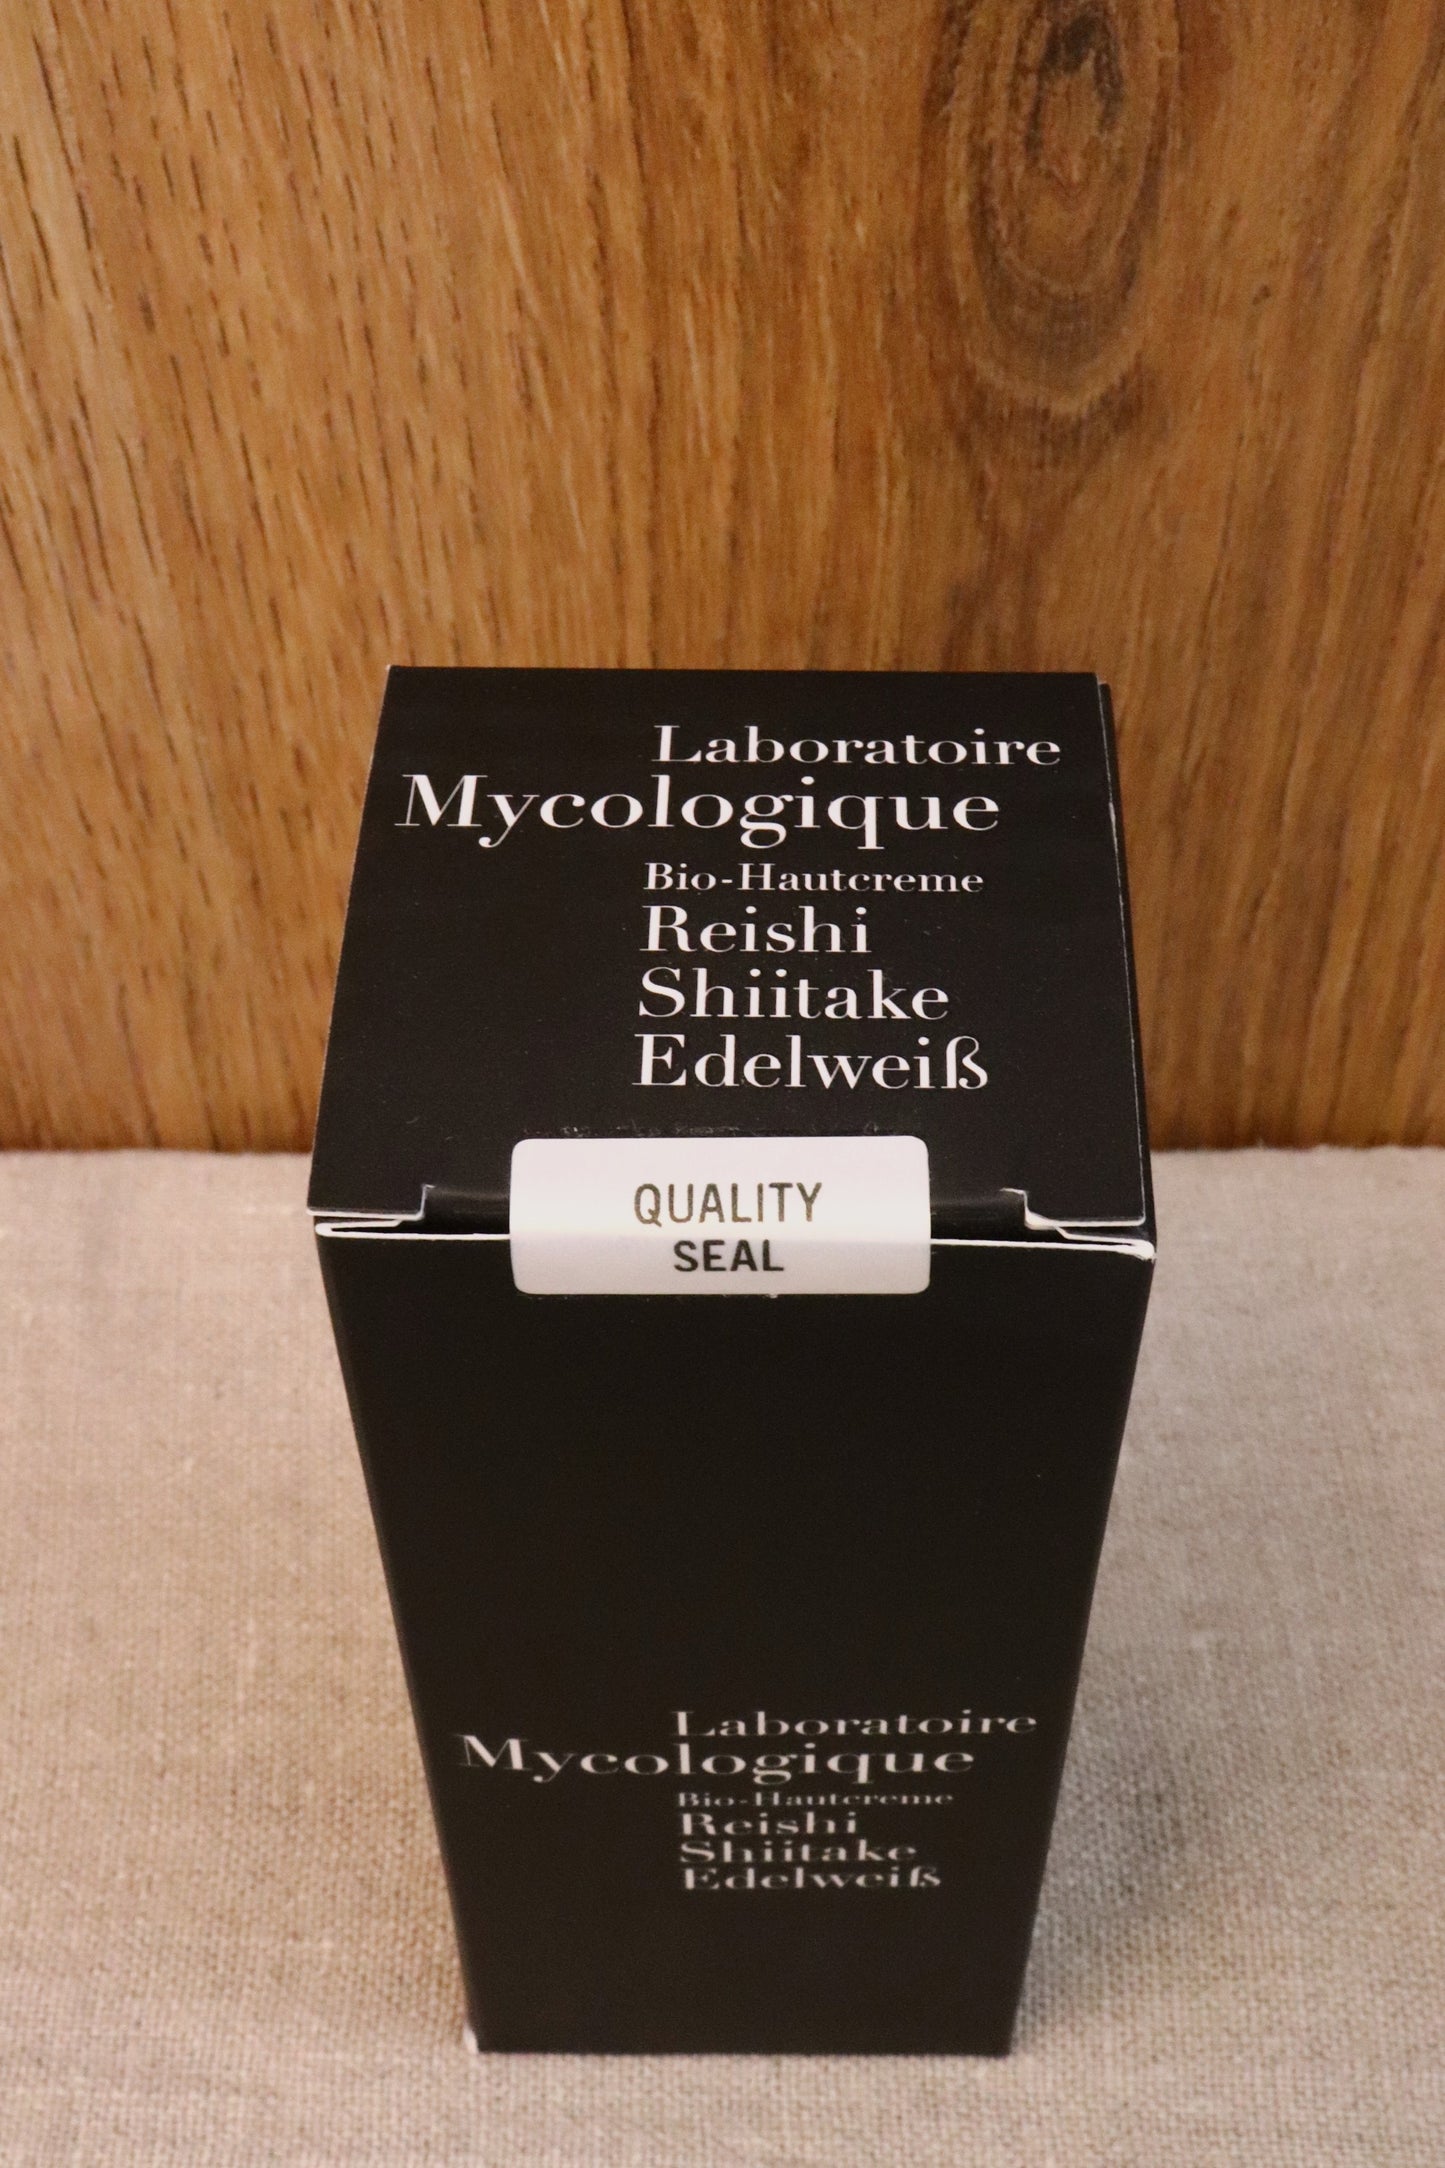 Laboratoire
Mycologique
Bio-Hautcreme
Reishi
Shiitake
Edelweiß
QUALITY
SEAL
Laboratoire
Mycologique
Bio-Hautcreme
Reishi
Shiitake
Edelweiß